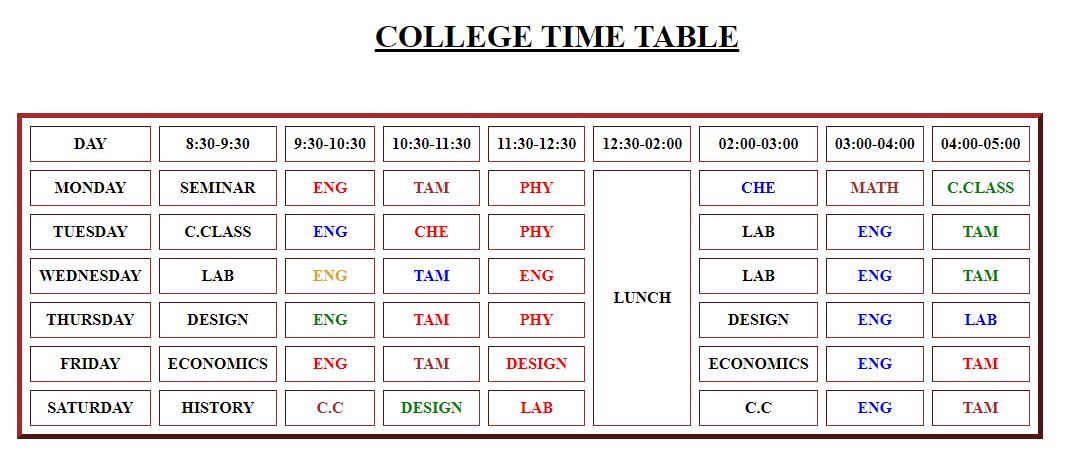 COLLEGE TIME TABLE
DAY 8:30-9:30 9:30-10:30 10:30-11:30 11:30-12:30 12:30-02:00 02:00-03:00 03:00-04:00 04:00-05:00
MONDAY SEMINAR ENG TAM PHY CHE MATH C.CLASS
TUESDAY C.CLASS ENG CHE PHY LAB ENG TAM
WEDNESDAY LAB ENG TAM ENG LAB ENG TAM
LUNCH
THURSDAY DESIGN ENG TAM PHY DESIGN ENG LAB
FRIDAY ECONOMICS ENG TAM DESIGN ECONOMICS ENG TAM
SATURDAY HISTORY C.C DESIGN LAB C.C ENG TAM